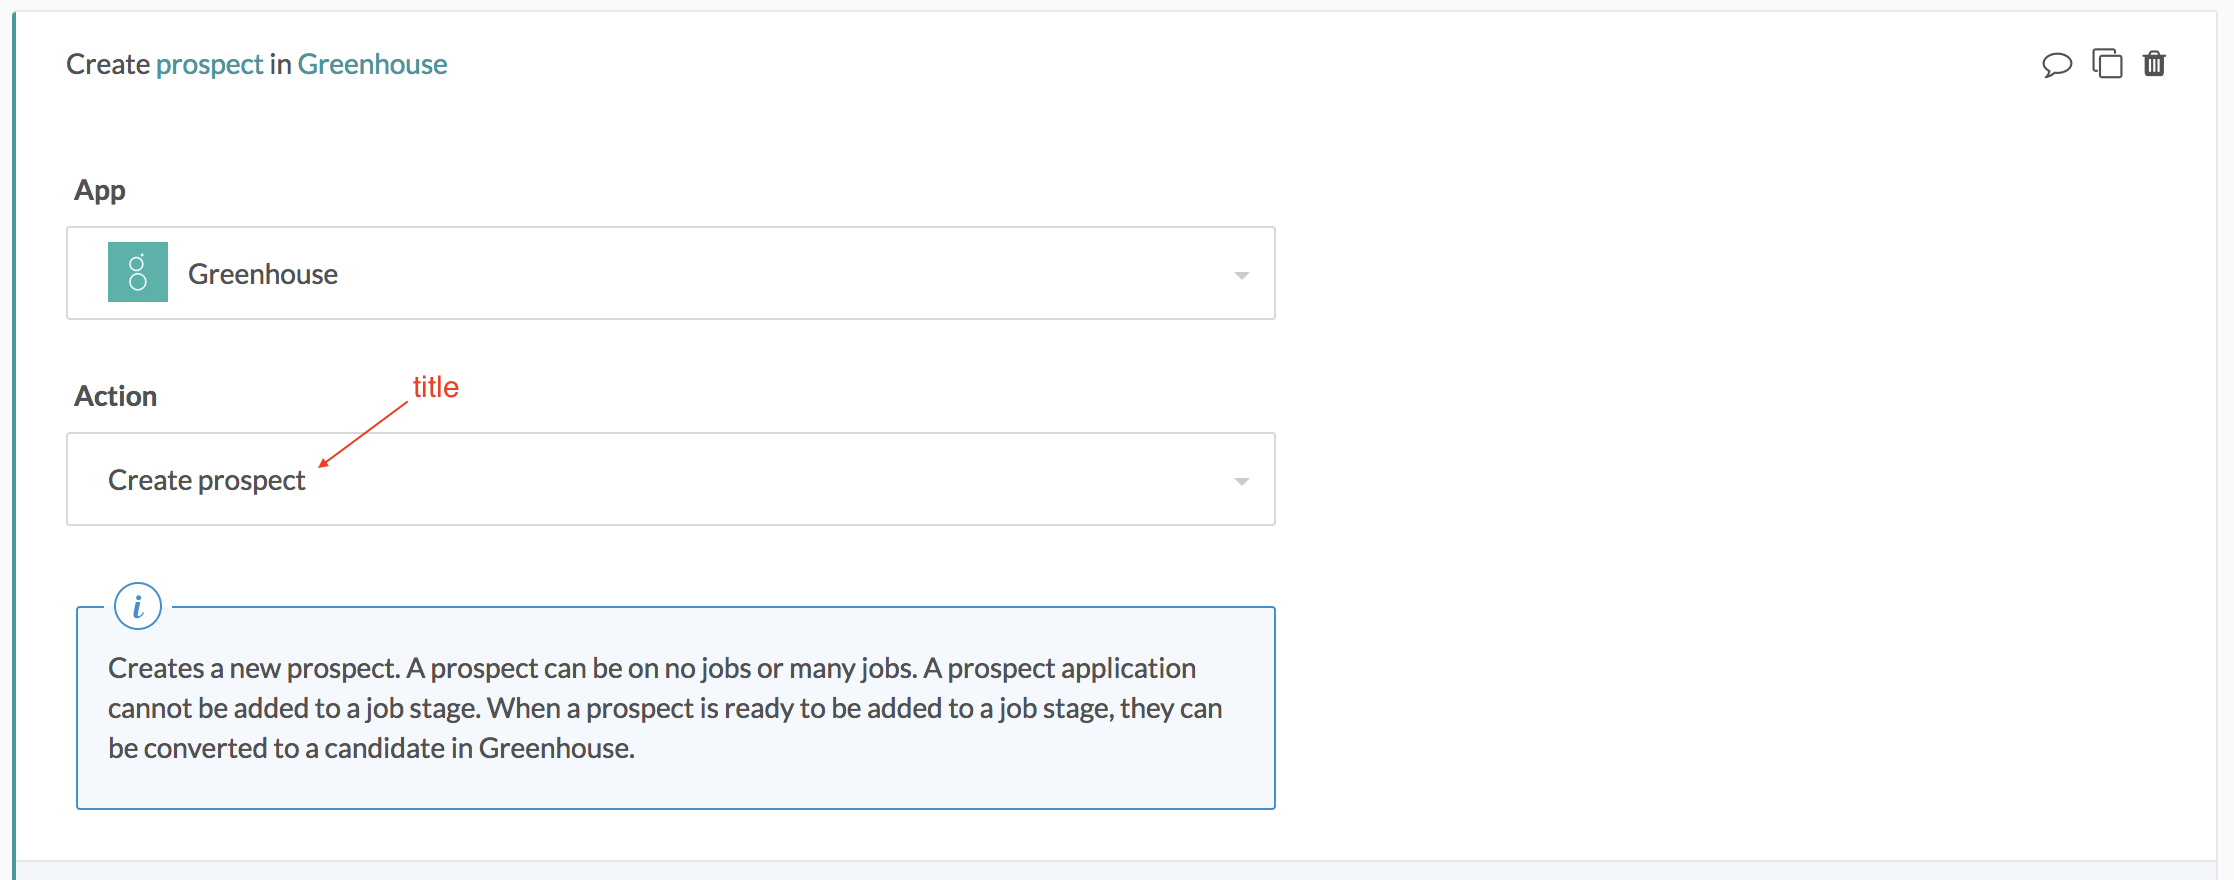 Create prospect in Greenhouse
App
Greenhouse
title
Action
Create prospect
i
Creates a new prospect. A prospect can be on no jobs or many jobs. A prospect application
cannot be added to a job stage. When a prospect is ready to be added to a job stage, they can
be converted to a candidate in Greenhouse.